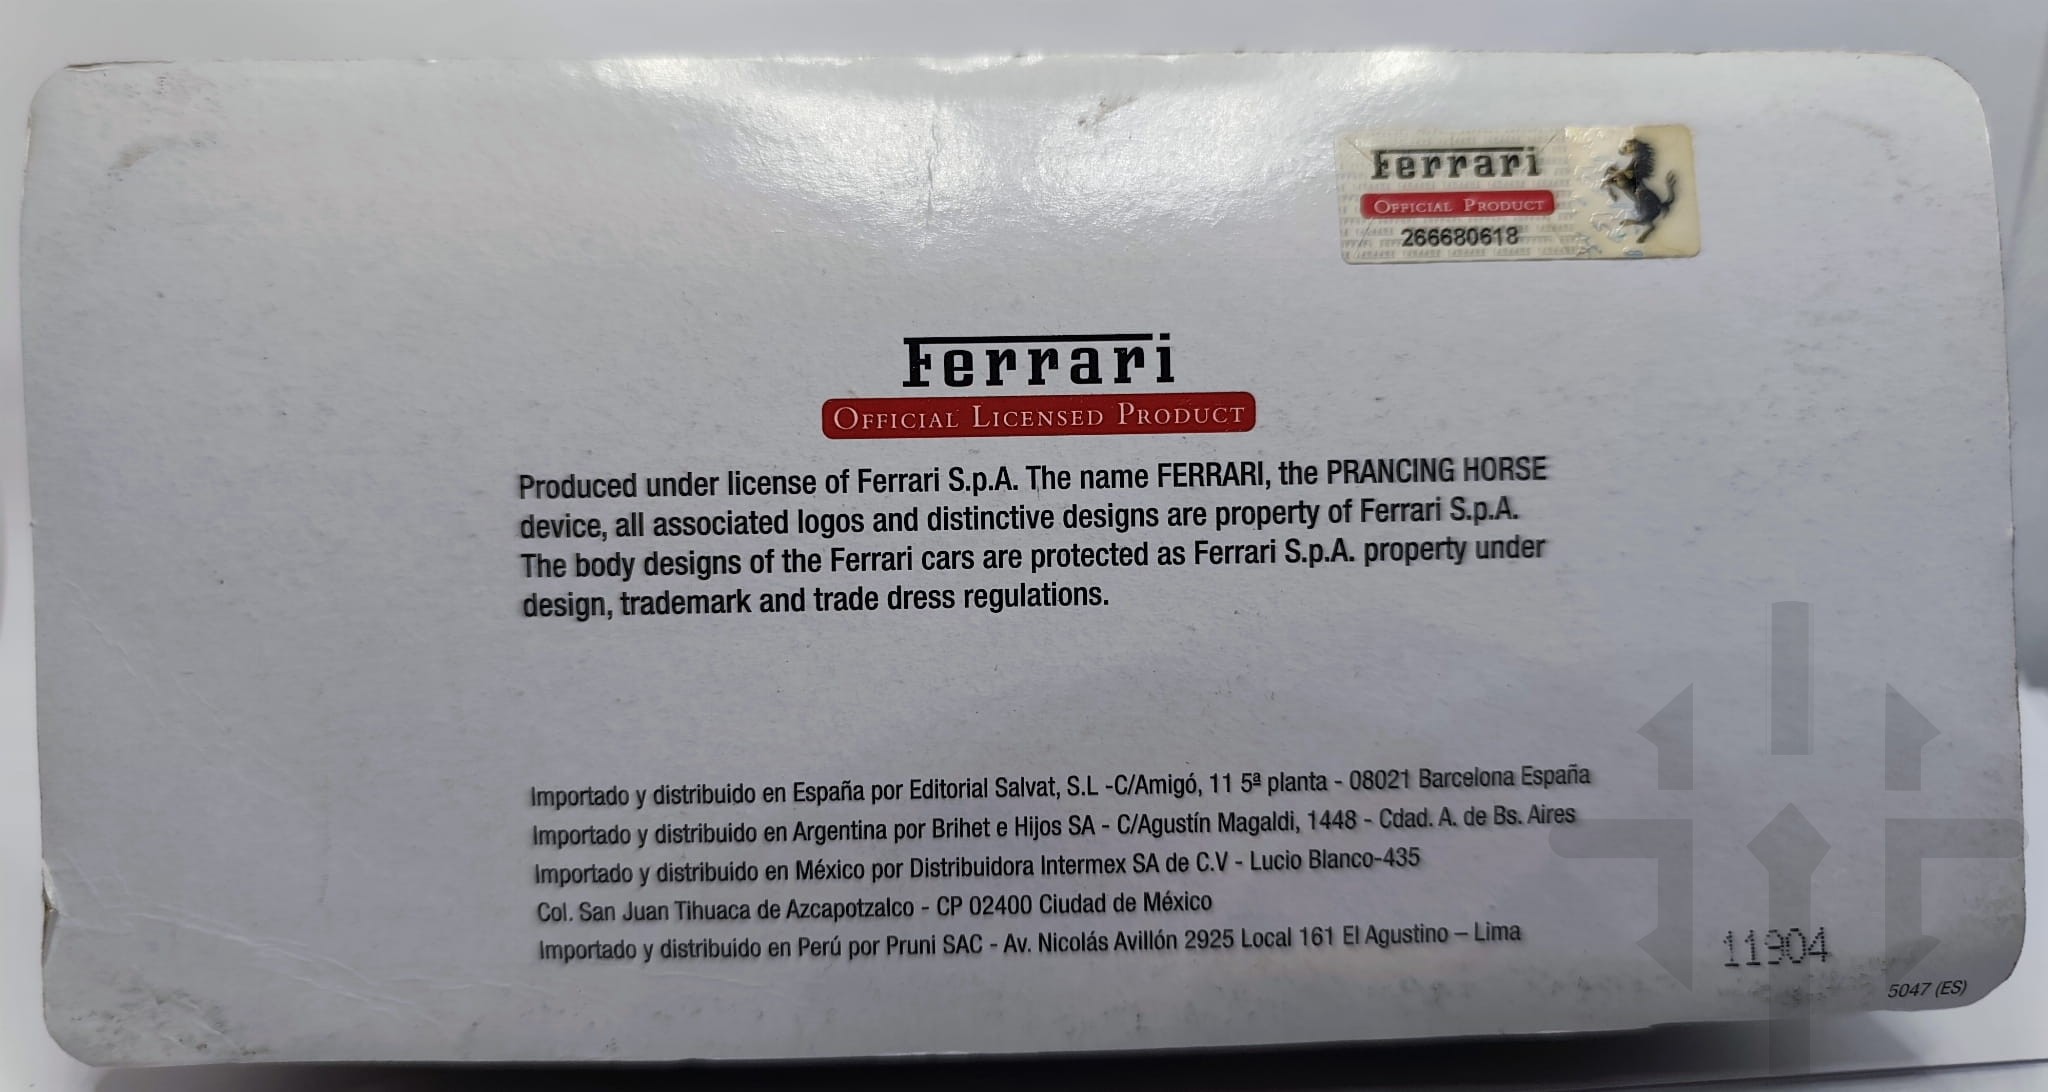 Ferrari
OFFICIAL PRODUCT
266680618
Ferrari
OFFICIAL LICENSED PRODUCT
Produced under license of Ferrari S.p.A. The name FERRARI, the PRANCING HORSE
device, all associated logos and distinctive designs are property of Ferrari S.p.A.
The body designs of the Ferrari cars are protected as Ferrari S.p.A. property under
design, trademark and trade dress regulations.
Importado y distribuido en España por Editorial Salvat, S.L -C/Amigó, 11 5ª planta - 08021 Barcelona España
Importado y distribuido en Argentina por Brihet e Hijos SA - C/Agustín Magaldi, 1448 - Cdad. A. de Bs. Aires
Importado y distribuido en México por Distribuidora Intermex SA de C.V - Lucio Blanco-435
Col. San Juan Tihuaca de Azcapotzalco - CP 02400 Ciudad de México
Importado y distribuido en Perú por Pruni SAC - Av. Nicolás Avillón 2925 Local 161 El Agustino – Lima
11904
5047 (ES)